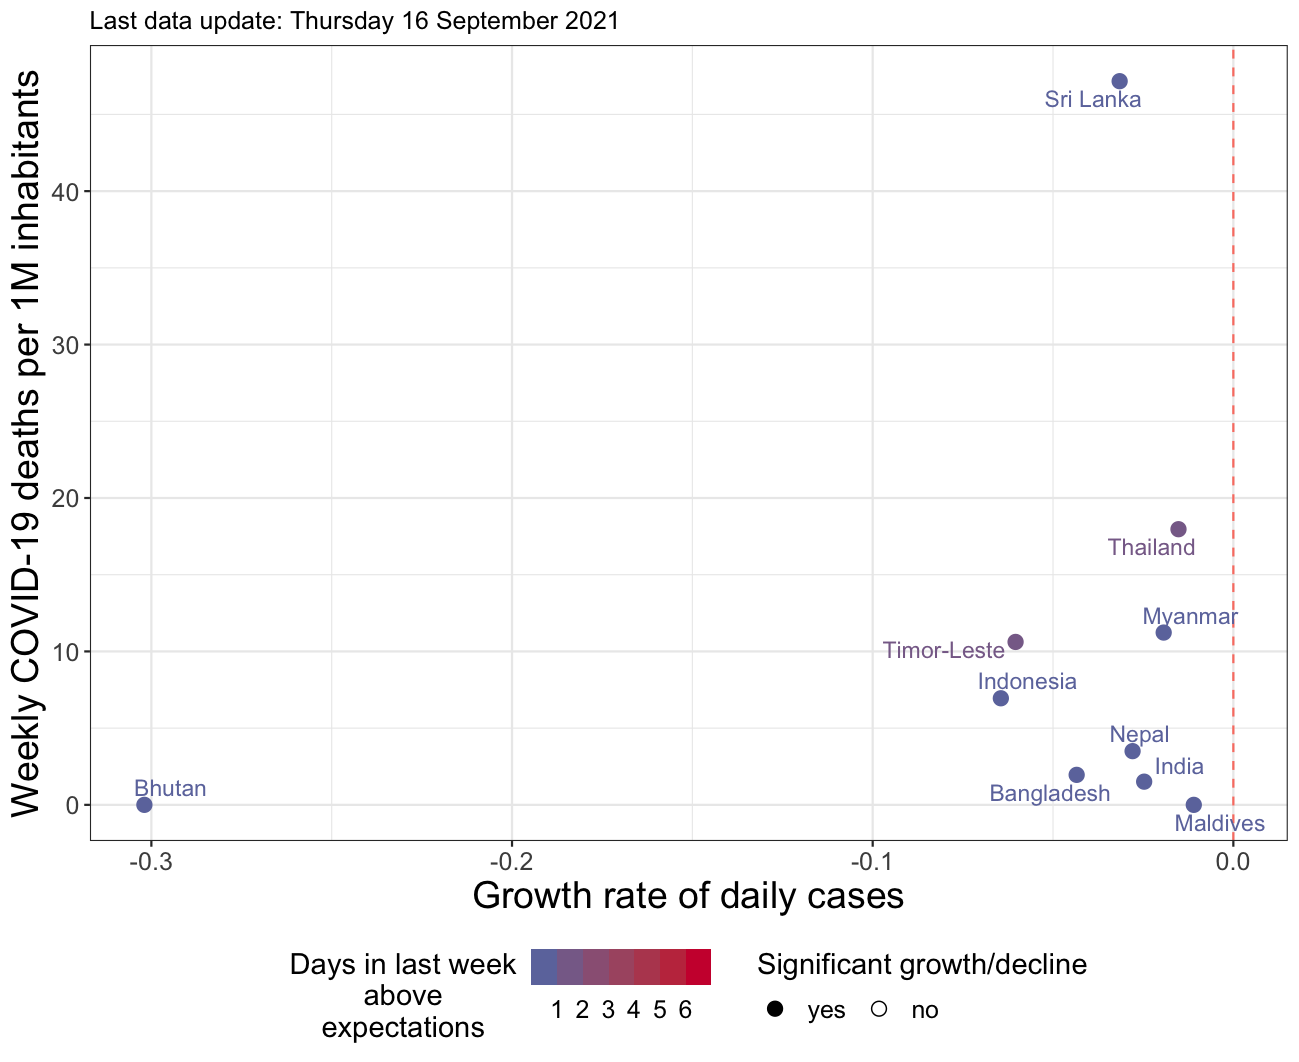 Last data update: Thursday 16 September 2021
Weekly COVID-19 deaths per 1M inhabitants
40
30
20
10
0
Sri Lanka
Thailand
Myanmar
Timor-Leste
Indonesia
Nepal
India
Bhutan
Bangladesh
Maldives
-0.3
-0.2
-0.1
0.0
Growth rate of daily cases
Days in last week
above
expectations
1 2 3 4 5 6
Significant growth/decline
yes
no